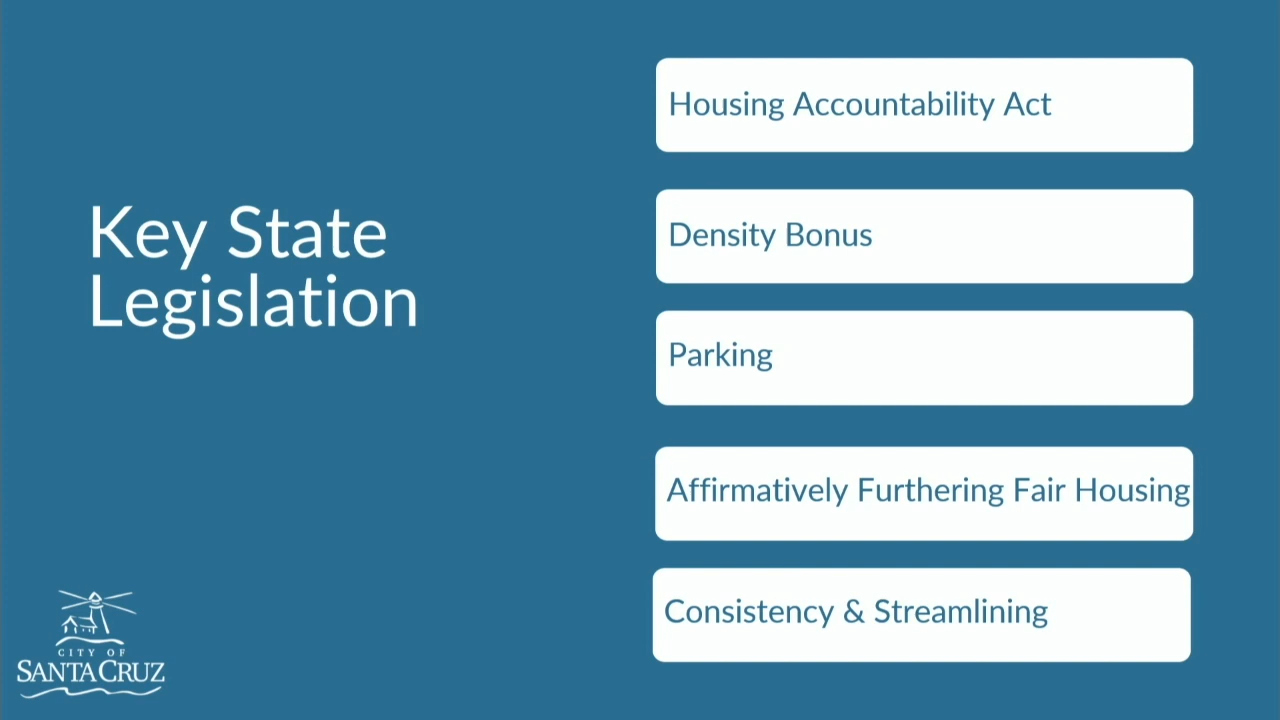 Key State
Legislation
Housing Accountability Act
Density Bonus
Parking
Affirmatively Furthering Fair Housing
Consistency & Streamlining
CITY OF
SANTA CRUZ